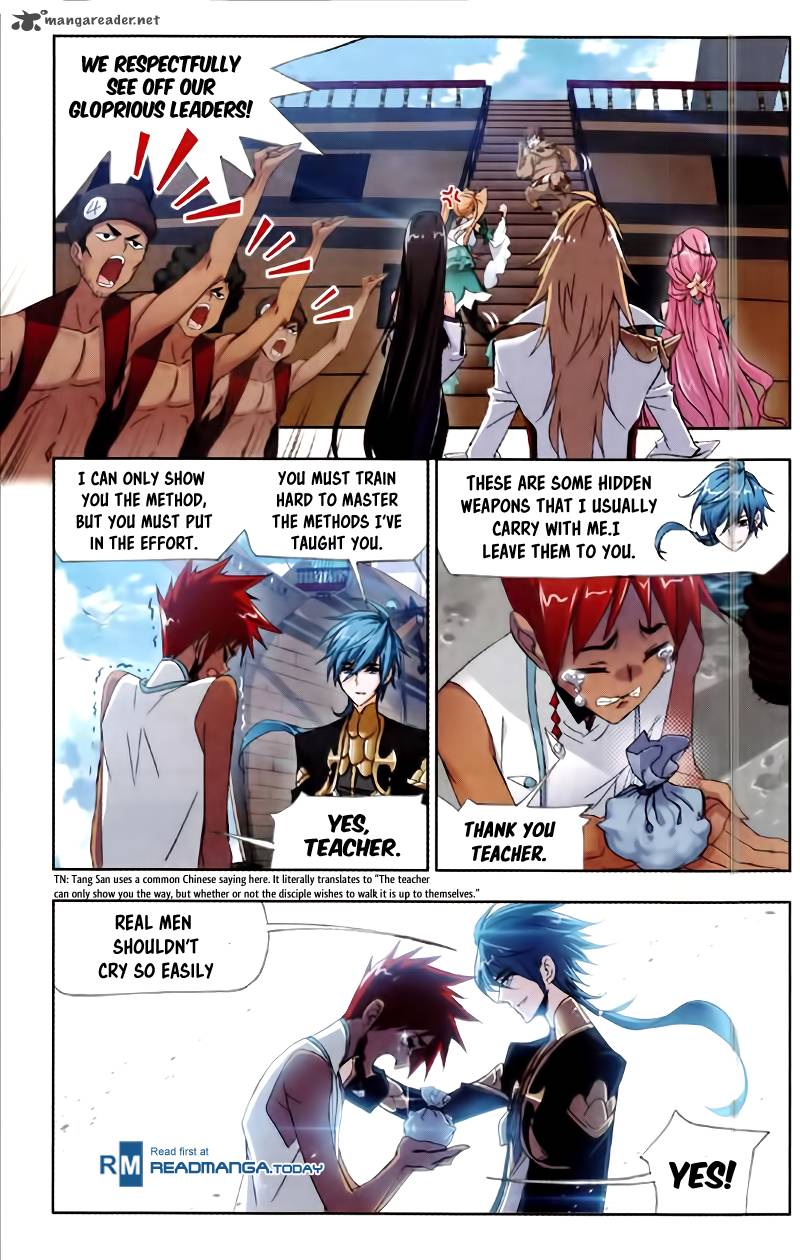 mangareader.net
WE RESPECTFULLY
SEE OFF OUR
GLOPRIOUS LEADERS!
4
I CAN ONLY SHOW
YOU THE METHOD,
BUT YOU MUST PUT
IN THE EFFORT.
YOU MUST TRAIN
HARD TO MASTER
THE METHODS I'VE
TAUGHT YOU.
YES,
TEACHER.
THESE ARE SOME HIDDEN
WEAPONS THAT I USUALLY
CARRY WITH ME.I
LEAVE THEM TO YOU.
THANK YOU
TEACHER.
TN: Tang San uses a common Chinese saying here. It literally translates to "The teacher
can only show you the way, but whether or not the disciple wishes to walk it is up to themselves."
REAL MEN
SHOULDN'T
CRY SO EASILY
YES!
RM
Read first at
READMANGA.TODAY